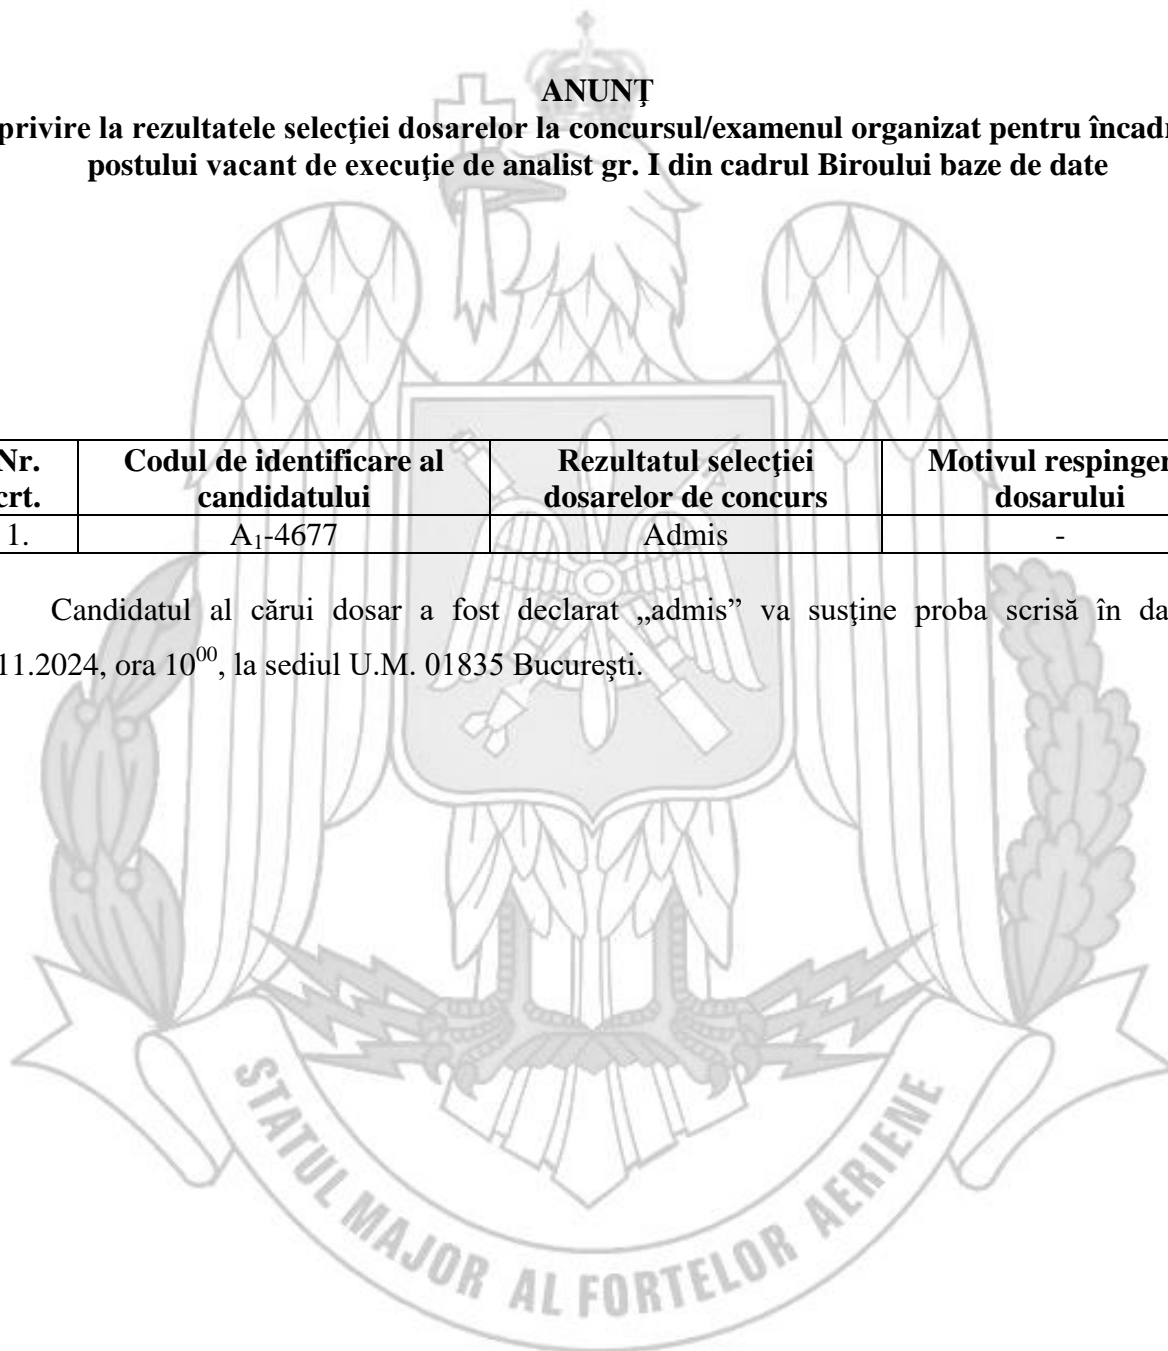 ANUNŢ
privire la rezultatele selecţiei dosarelor la concursul/examenul organizat pentru încadr
postului vacant de execuţie de analist gr. I din cadrul Biroului baze de date
Nr. crt. Codul de identificare al candidatului Rezultatul selecţiei dosarelor de concurs Motivul respinger dosarului
1. A₁-4677 Admis -
Candidatul al cărui dosar a fost declarat „admis” va susţine proba scrisă în da
11.2024, ora 10⁰⁰, la sediul U.M. 01835 Bucureşti.
STATUL MAJOR AL FORTELOR AERIENE